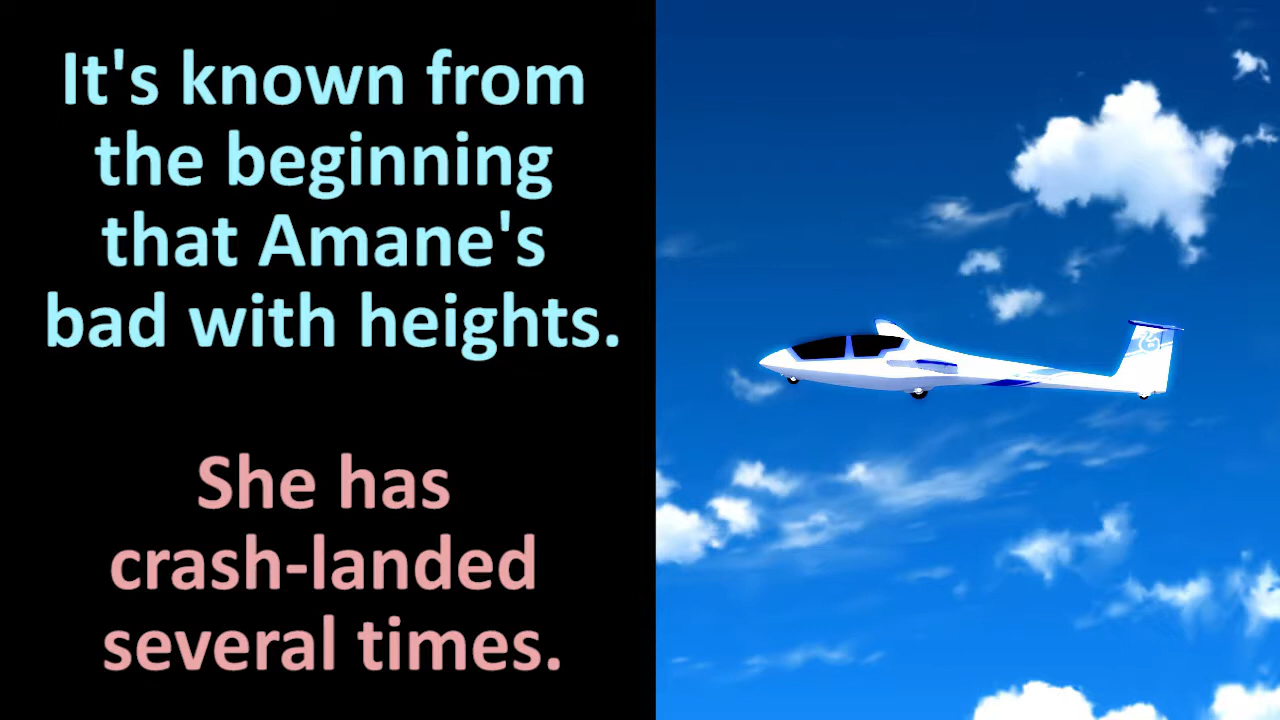 It's known from
the beginning
that Amane's
bad with heights.
She has
crash-landed
several times.